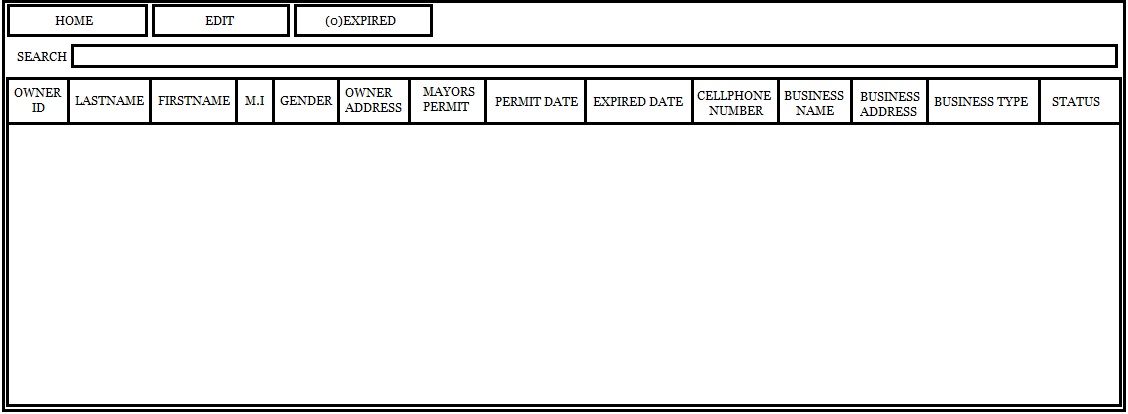 HOME
EDIT
(0)EXPIRED
SEARCH
OWNER
ID
LASTNAME
FIRSTNAME
M.I
GENDER
OWNER
ADDRESS
MAYORS
PERMIT
PERMIT DATE
EXPIRED DATE
CELLPHONE
NUMBER
BUSINESS
NAME
BUSINESS
ADDRESS
BUSINESS TYPE
STATUS